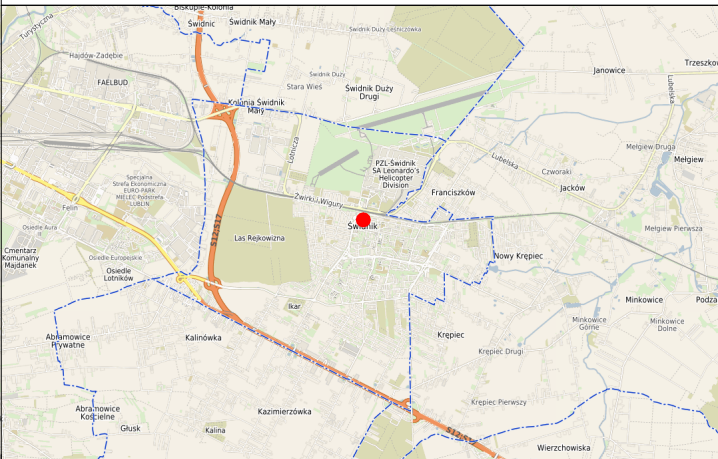 Biskupie-Kolonia
Świdnic
Świdnik Mały
Turystyczna
Świdnik Duży-Leśniczówka
Hajdów-Zadębie
FAELBUD
Świdnik Duży
Stara Wieś
Świdnik Duży
Drugi
Janowice
Trzeszkow
Lubelska
Kolonia Świdnik
Mały
Lotnicza
Mełgiew Druga
Mełgiew
Lubelska
PZL-Świdnik
SA Leonardo's
Helicopter
Division
Czworaki
Jacków
Franciszków
Specjalna
Strefa Ekonomiczna
EURO-PARK
MIELEC Podstrefa
LUBLIN
Żwirki i Wigury
Felin
Osiedle Aura
Świdnik
Mełgiew Pierwsza
Las Rejkowizna
S12;S17
Cmentarz
Komunalny
Majdanek
Osiedle Europejskie
Osiedle
Lotników
Nowy Krępiec
Minkowice
Podza
Ikar
Minkowice
Górne
Minkowice
Dolne
Abramowice
Prywatne
Kalinówka
Krępiec
Krępiec Drugi
Krępiec Pierwszy
Abramowice
Kościelne
Kazimierzówka
Głusk
Kalina
S12;S17
Wierzchowiska